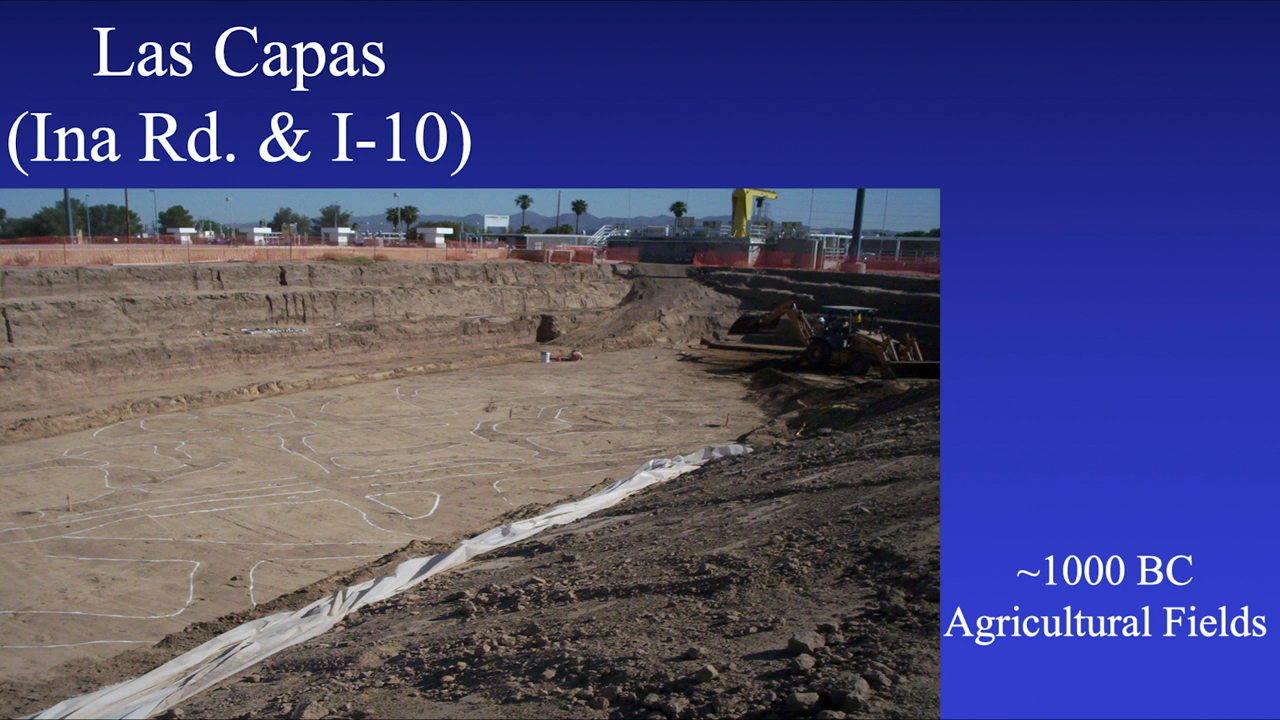 Las Capas
(Ina Rd. & I-10)
~1000 BC
Agricultural Fields